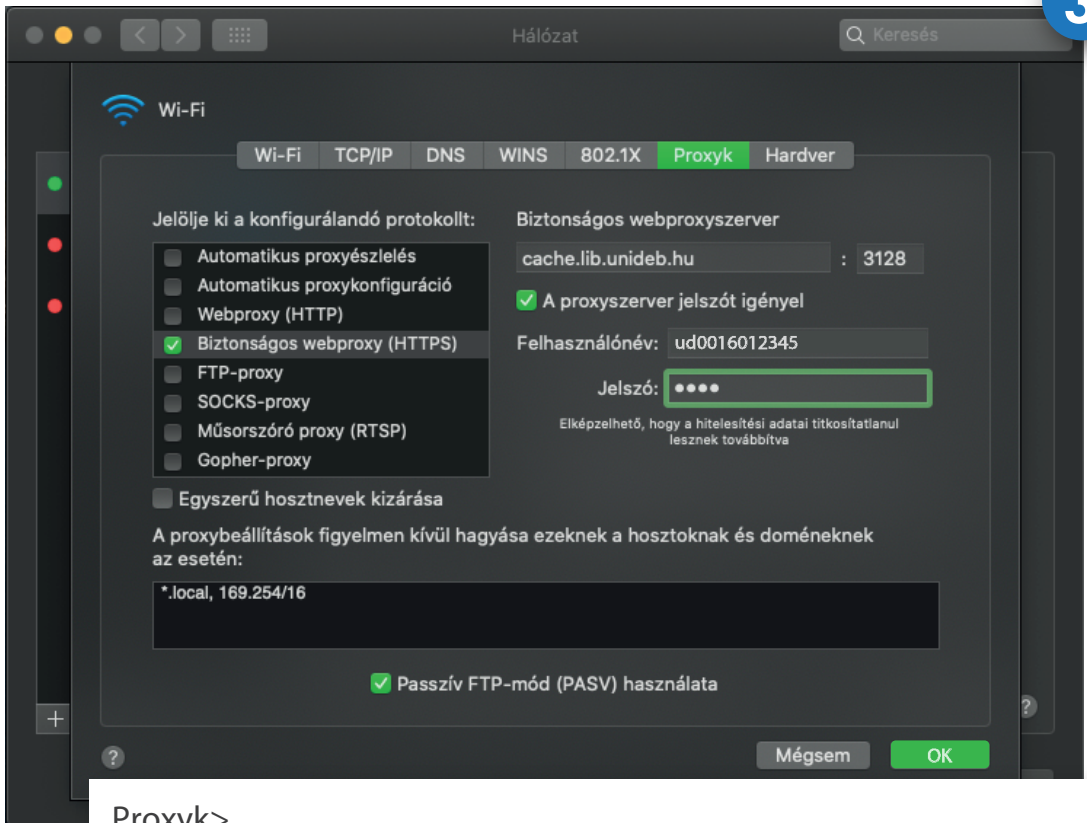 3
Hálózat
Keresés
Wi-Fi
Wi-Fi TCP/IP DNS WINS 802.1X Proxyk Hardver
Jelölje ki a konfigurálandó protokollt:
Automatikus proxyészlelés
Automatikus proxykonfiguráció
Webproxy (HTTP)
Biztonságos webproxy (HTTPS)
FTP-proxy
SOCKS-proxy
Műsorszóró proxy (RTSP)
Gopher-proxy
Biztonságos webproxyszerver
cache.lib.unideb.hu : 3128
A proxyszerver jelszót igényel
Felhasználónév: ud0016012345
Jelszó: ●●●●
Elképzelhető, hogy a hitelesítési adatai titkosítatlanul
lesznek továbbítva
Egyszerű hosztnevek kizárása
A proxybeállítások figyelmen kívül hagyása ezeknek a hosztoknak és doméneknek
az esetén:
*.local, 169.254/16
Passzív FTP-mód (PASV) használata
+
?
?
Mégsem OK
Proxyk>